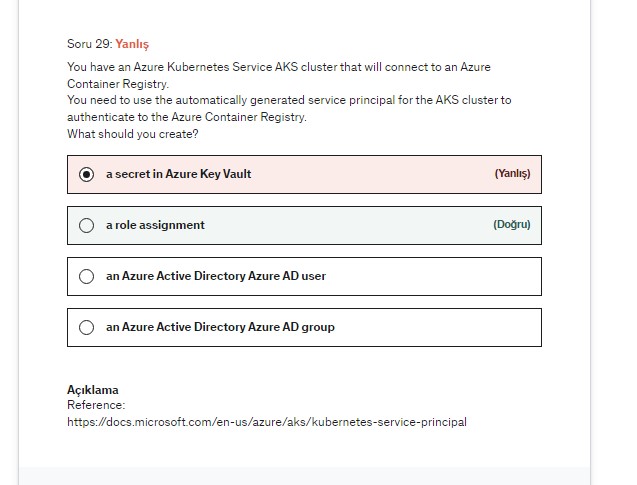 Soru 29: Yanlış
You have an Azure Kubernetes Service AKS cluster that will connect to an Azure
Container Registry.
You need to use the automatically generated service principal for the AKS cluster to
authenticate to the Azure Container Registry.
What should you create?
a secret in Azure Key Vault (Yanlış)
a role assignment (Doğru)
an Azure Active Directory Azure AD user
an Azure Active Directory Azure AD group
Açıklama
Reference:
https://docs.microsoft.com/en-us/azure/aks/kubernetes-service-principal